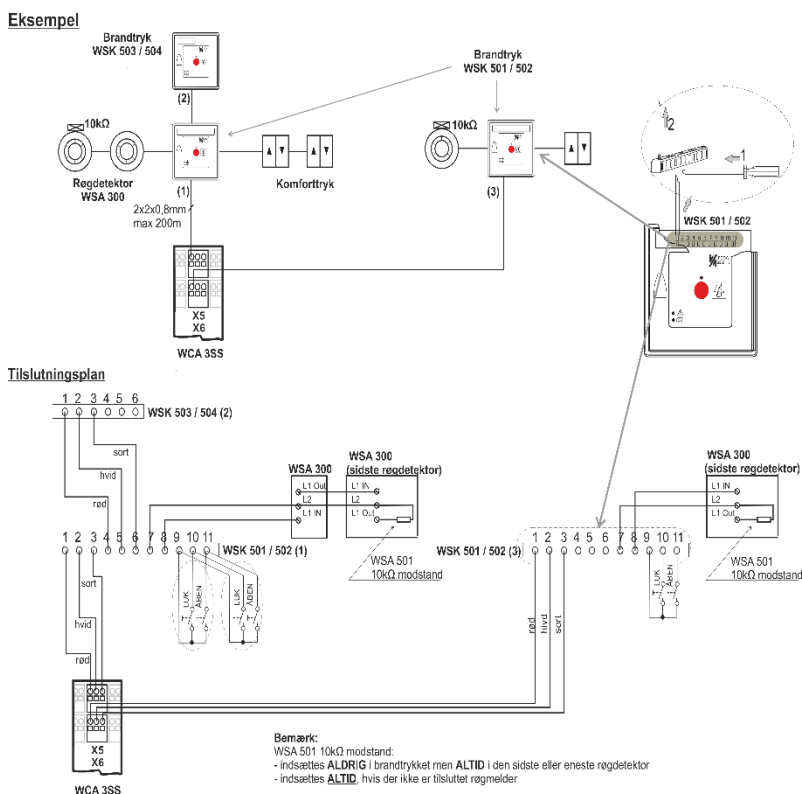 Eksempel
Brandtryk
WSK 503 / 504
(2)
Brandtryk
WSK 501 / 502
10kΩ
Røgdetektor
WSA 300
(1)
Komforttryk
2x2x0,8mm
max 200m
10kΩ
(3)
X5
X6
WCA 3SS
2
1
WSK 501 / 502
Tilslutningsplan
1 2 3 4 5 6
WSK 503 / 504 (2)
sort
hvid
rød
WSA 300
L1 Out
L2
L1 IN
WSA 300
(sidste røgdetektor)
L1 IN
L2
L1 Out
WSA 501
10kΩ modstand
1 2 3 4 5 6 7 8 9 10 11
WSK 501 / 502 (1)
sort
hvid
rød
LUK
ÅBEN
LUK
ÅBEN
WSA 300
(sidste røgdetektor)
L1 IN
L2
L1 Out
WSA 501
10kΩ modstand
WSK 501 / 502 (3)
1 2 3 4 5 6 7 8 9 10 11
LUK
ÅBEN
rød
hivd
sort
X5
X6
WCA 3SS
Bemærk:
WSA 501 10kΩ modstand:
- indsættes ALDRIG i brandtrykket men ALTID i den sidste eller eneste røgdetektor
- indsættes ALTID, hvis der ikke er tilsluttet røgmelder